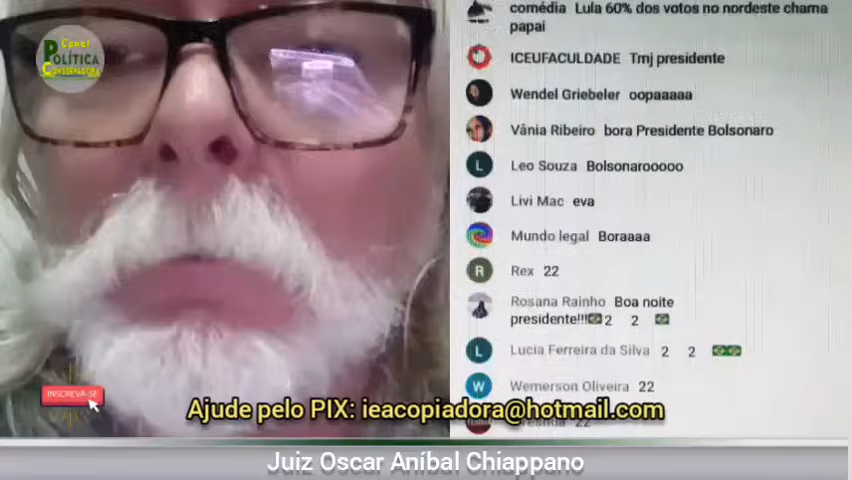 Canal
POLÍTICA
CONSERVADORA
comédia Lula 60% dos votos no nordeste chama
papai
ICEUFACULDADE Tmj presidente
Wendel Griebeler oopaaaaa
Vânia Ribeiro bora Presidente Bolsonaro
L Leo Souza Bolsonarooooo
Livi Mac eva
Mundo legal Boraaaa
R Rex 22
Rosana Rainho Boa noite
presidente!!! 2 2
L Lucia Ferreira da Silva 2 2
W Wemerson Oliveira 22
22
INSCREVA-SE
Ajude pelo PIX: ieacopiadora@hotmail.com
Juiz Oscar Aníbal Chiappano